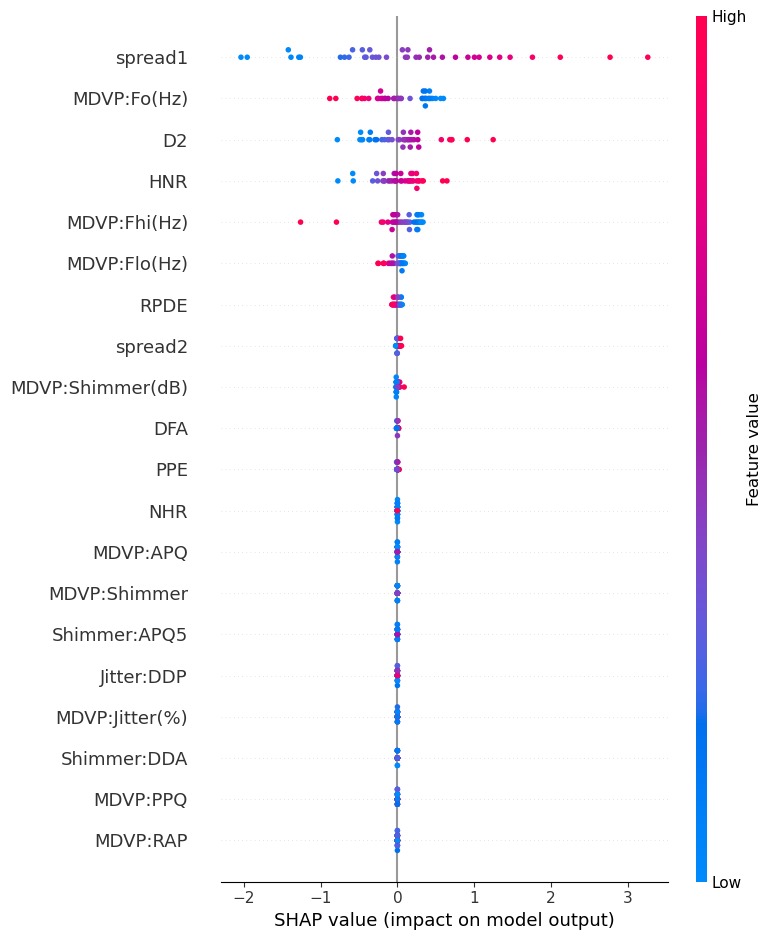 High
spread1
MDVP:Fo(Hz)
D2
HNR
MDVP:Fhi(Hz)
MDVP:Flo(Hz)
RPDE
spread2
MDVP:Shimmer(dB)
DFA
PPE
NHR
MDVP:APQ
MDVP:Shimmer
Shimmer:APQ5
Jitter:DDP
MDVP:Jitter(%)
Shimmer:DDA
MDVP:PPQ
MDVP:RAP
Feature value
Low
−2 −1 0 1 2 3
SHAP value (impact on model output)